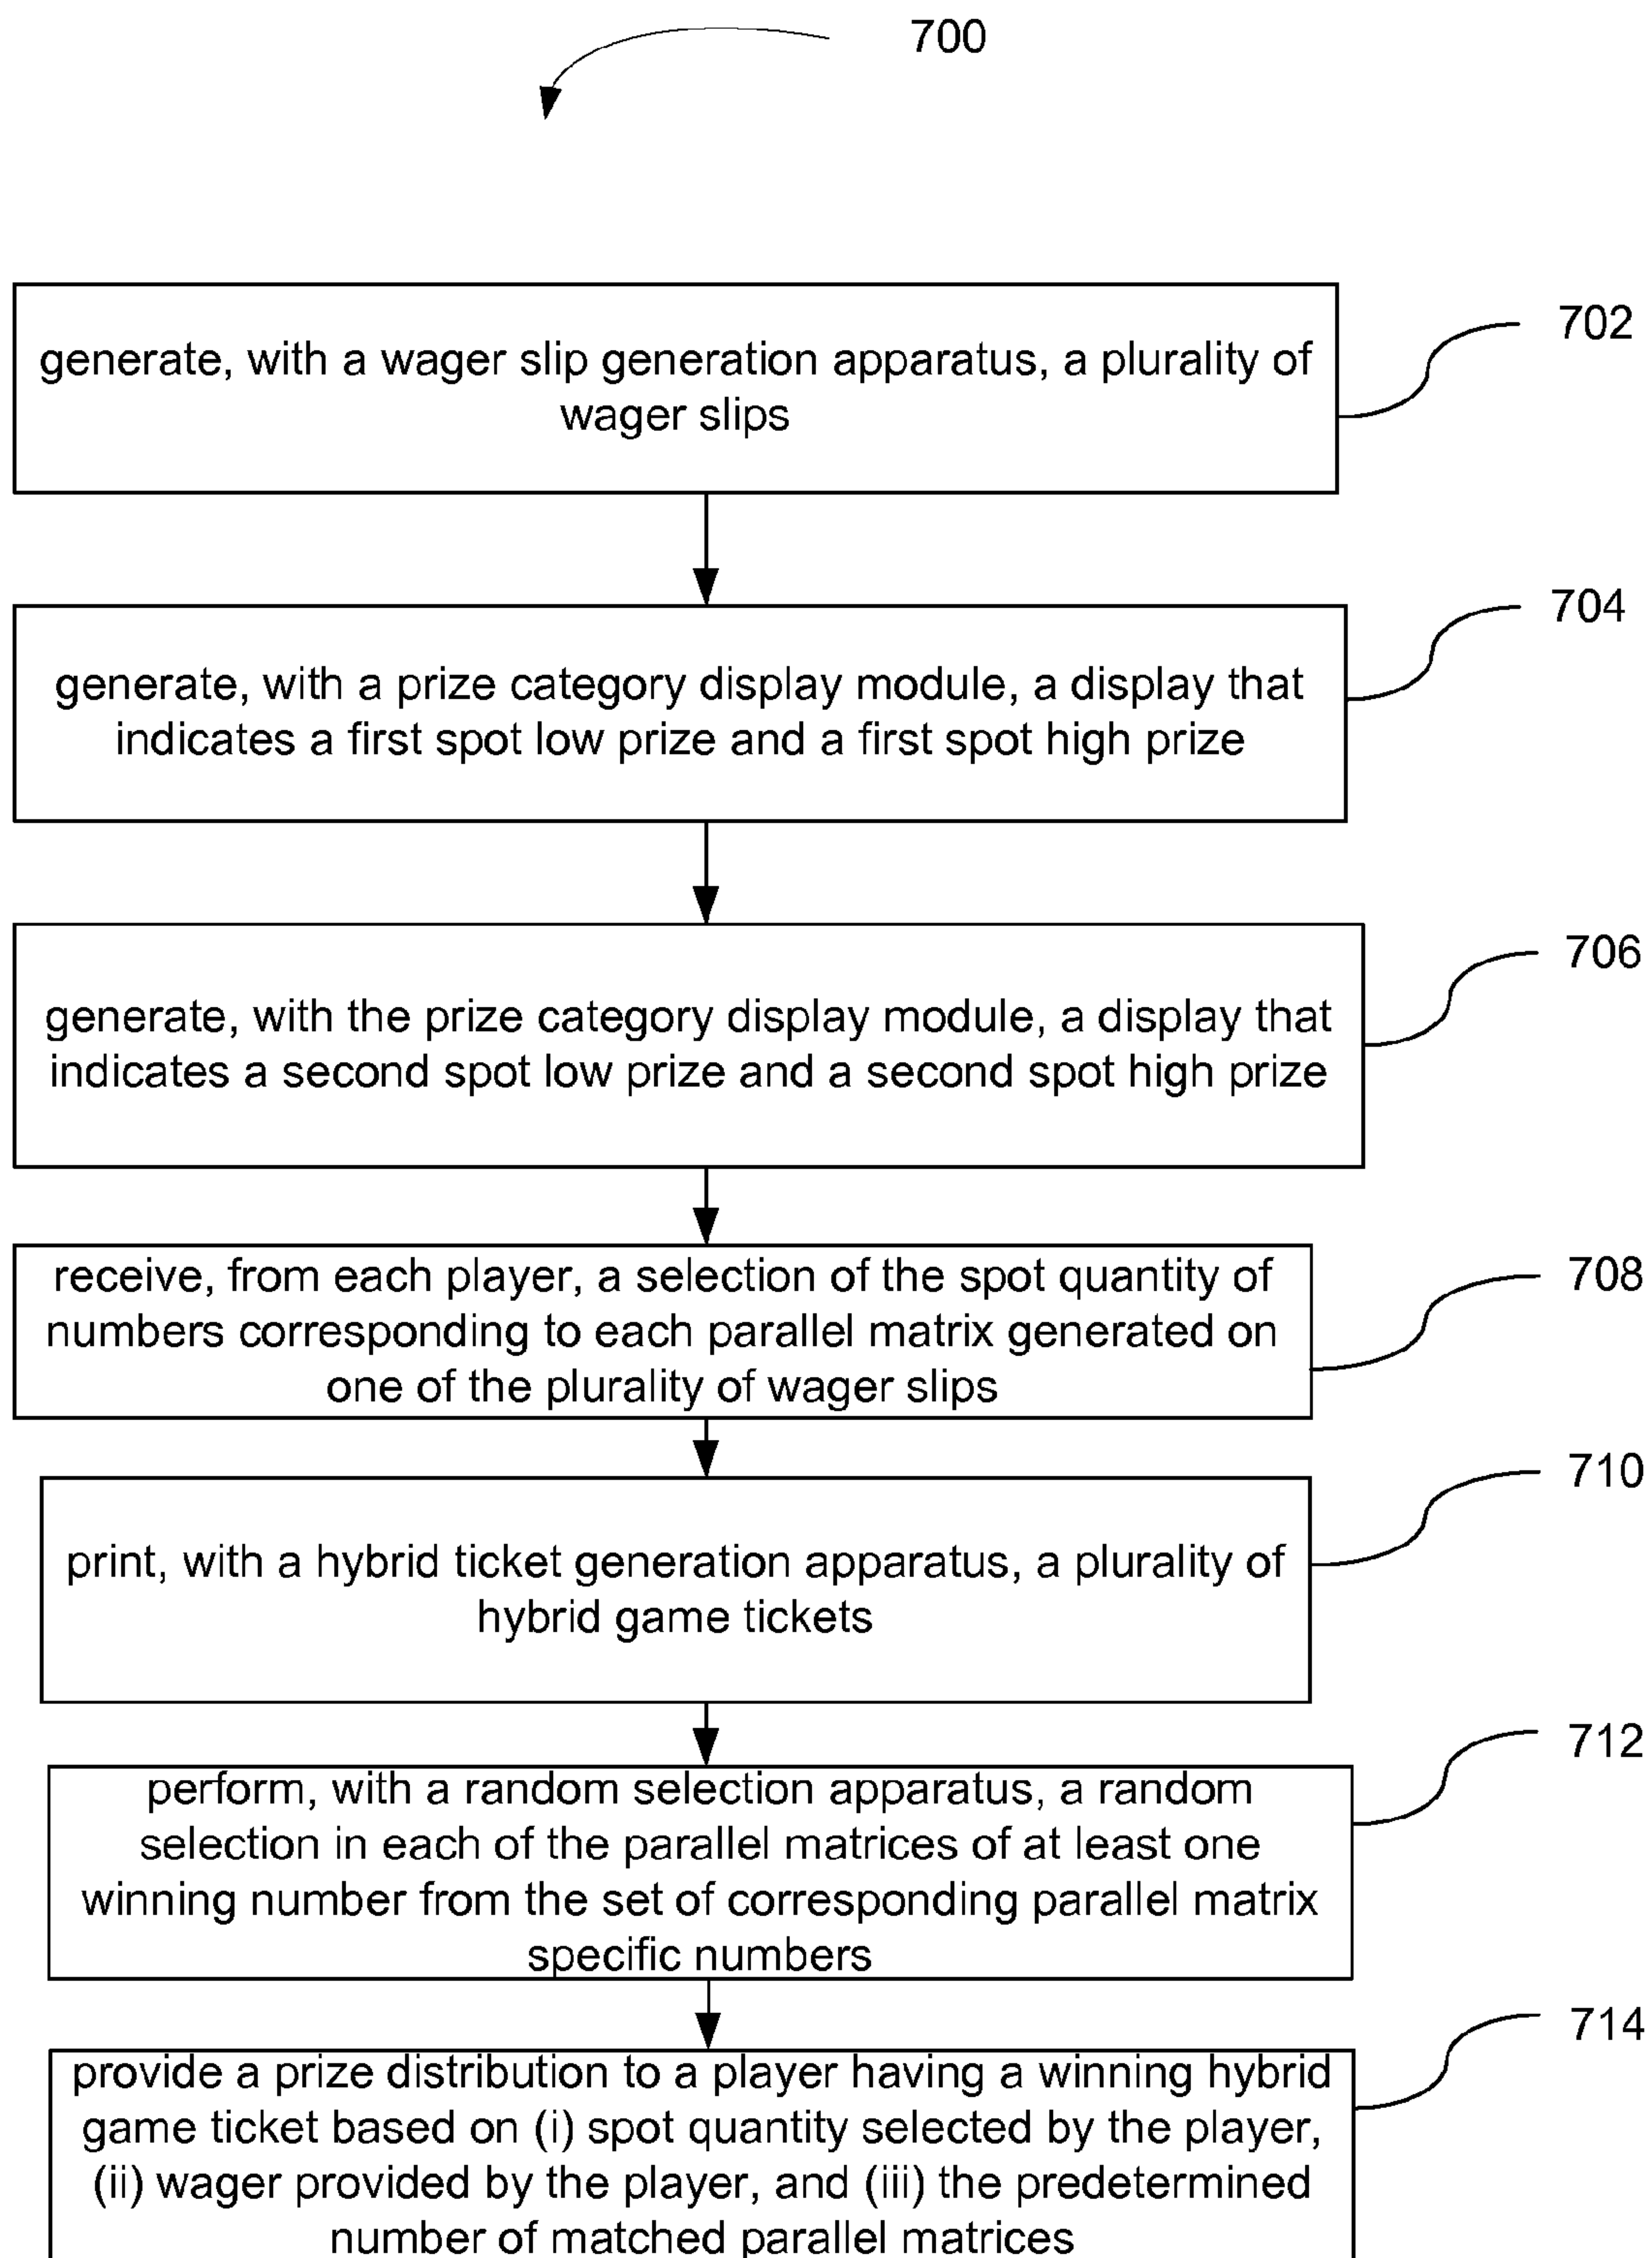 700
generate, with a wager slip generation apparatus, a plurality of
wager slips
702
generate, with a prize category display module, a display that
indicates a first spot low prize and a first spot high prize
704
generate, with the prize category display module, a display that
indicates a second spot low prize and a second spot high prize
706
receive, from each player, a selection of the spot quantity of
numbers corresponding to each parallel matrix generated on
one of the plurality of wager slips
708
print, with a hybrid ticket generation apparatus, a plurality of
hybrid game tickets
710
perform, with a random selection apparatus, a random
selection in each of the parallel matrices of at least one
winning number from the set of corresponding parallel matrix
specific numbers
712
provide a prize distribution to a player having a winning hybrid
game ticket based on (i) spot quantity selected by the player,
(ii) wager provided by the player, and (iii) the predetermined
number of matched parallel matrices
714